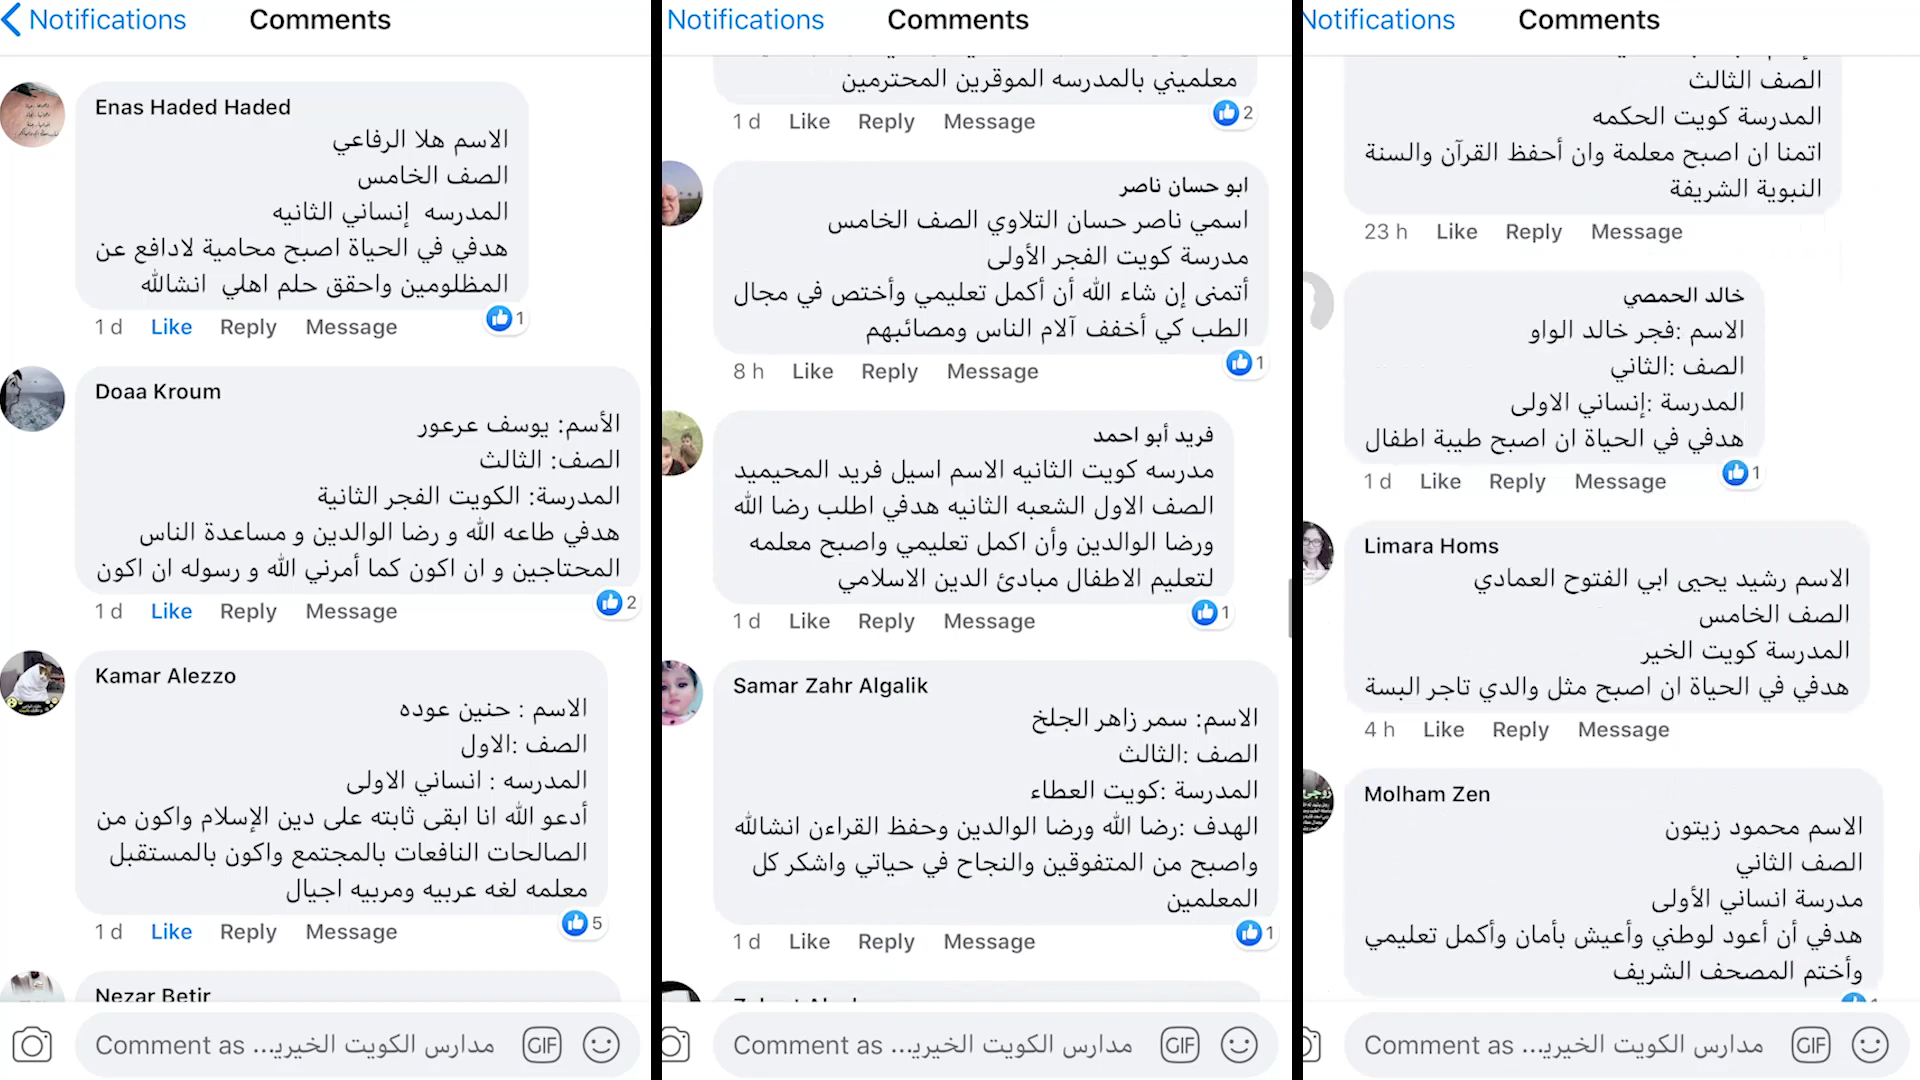 Notifications
Comments
Enas Haded Haded
الاسم هلا الرفاعي
الصف الخامس
المدرسه إنساني الثانيه
هدفي في الحياة اصبح محامية لادافع عن
المظلومين واحقق حلم اهلي انشالله
1 d Like Reply Message 1
Doaa Kroum
الأسم: يوسف عرعور
الصف: الثالث
المدرسة: الكويت الفجر الثانية
هدفي طاعه الله و رضا الوالدين و مساعدة الناس
المحتاجين و ان اكون كما أمرني الله و رسوله ان اكون
1 d Like Reply Message 2
Kamar Alezzo
الاسم : حنين عوده
الصف :الاول
المدرسه : انساني الاولى
أدعو الله انا ابقى ثابته على دين الإسلام واكون من
الصالحات النافعات بالمجتمع واكون بالمستقبل
معلمه لغه عربيه ومربيه اجيال
1 d Like Reply Message 5
Nezar Betir
Comment as مدارس الكويت الخيريـ...
GIF
Notifications
Comments
معلميني بالمدرسه الموقرين المحترمين
1 d Like Reply Message 2
ابو حسان ناصر
اسمي ناصر حسان التلاوي الصف الخامس
مدرسة كويت الفجر الأولى
أتمنى إن شاء الله أن أكمل تعليمي وأختص في مجال
الطب كي أخفف آلام الناس ومصائبهم
8 h Like Reply Message 1
فريد أبو احمد
مدرسه كويت الثانيه الاسم اسيل فريد المحيميد
الصف الاول الشعبه الثانيه هدفي اطلب رضا الله
ورضا الوالدين وأن اكمل تعليمي واصبح معلمه
لتعليم الاطفال مبادئ الدين الاسلامي
1 d Like Reply Message 1
Samar Zahr Algalik
الاسم: سمر زاهر الجلخ
الصف :الثالث
المدرسة :كويت العطاء
الهدف :رضا الله ورضا الوالدين وحفظ القراءن انشالله
واصبح من المتفوقين والنجاح في حياتي واشكر كل
المعلمين
1 d Like Reply Message 1
Comment as مدارس الكويت الخيريـ...
GIF
Notifications
Comments
الصف الثالث
المدرسة كويت الحكمه
اتمنا ان اصبح معلمة وان أحفظ القرآن والسنة
النبوية الشريفة
23 h Like Reply Message
خالد الحمصي
الاسم :فجر خالد الواو
الصف :الثاني
المدرسة :إنساني الاولى
هدفي في الحياة ان اصبح طيبة اطفال
1 d Like Reply Message 1
Limara Homs
الاسم رشيد يحيى ابي الفتوح العمادي
الصف الخامس
المدرسة كويت الخير
هدفي في الحياة ان اصبح مثل والدي تاجر البسة
4 h Like Reply Message
Molham Zen
الاسم محمود زيتون
الصف الثاني
مدرسة انساني الأولى
هدفي أن أعود لوطني وأعيش بأمان وأكمل تعليمي
وأختم المصحف الشريف
Comment as مدارس الكويت الخيريـ...
GIF